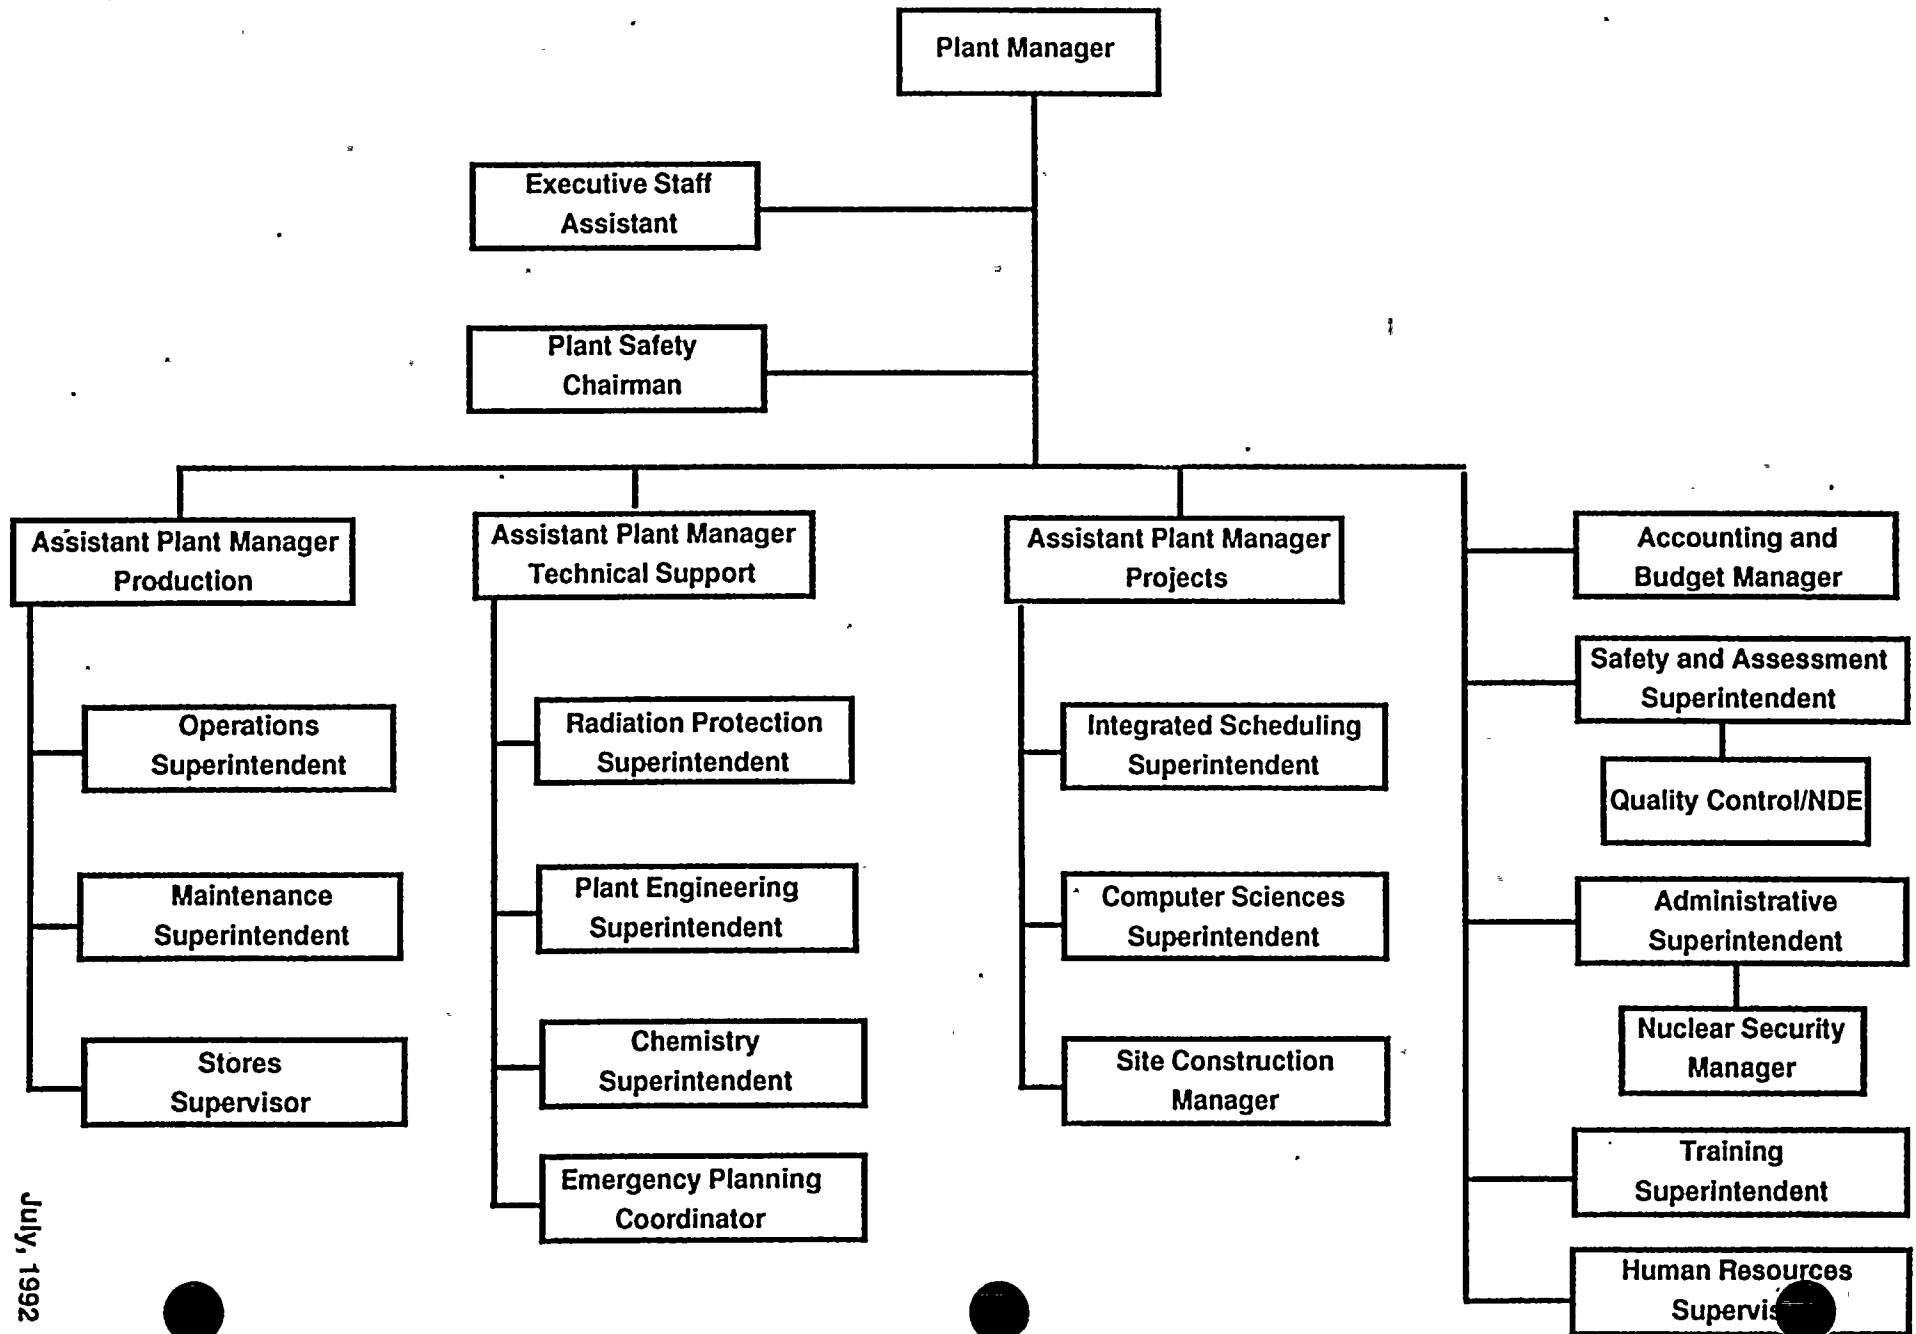 Plant Manager
Executive Staff
Assistant
Plant Safety
Chairman
Assistant Plant Manager
Production
Operations
Superintendent
Maintenance
Superintendent
Stores
Supervisor
Assistant Plant Manager
Technical Support
Radiation Protection
Superintendent
Plant Engineering
Superintendent
Chemistry
Superintendent
Emergency Planning
Coordinator
Assistant Plant Manager
Projects
Integrated Scheduling
Superintendent
Computer Sciences
Superintendent
Site Construction
Manager
Accounting and
Budget Manager
Safety and Assessment
Superintendent
Quality Control/NDE
Administrative
Superintendent
Nuclear Security
Manager
Training
Superintendent
Human Resources
July, 1992